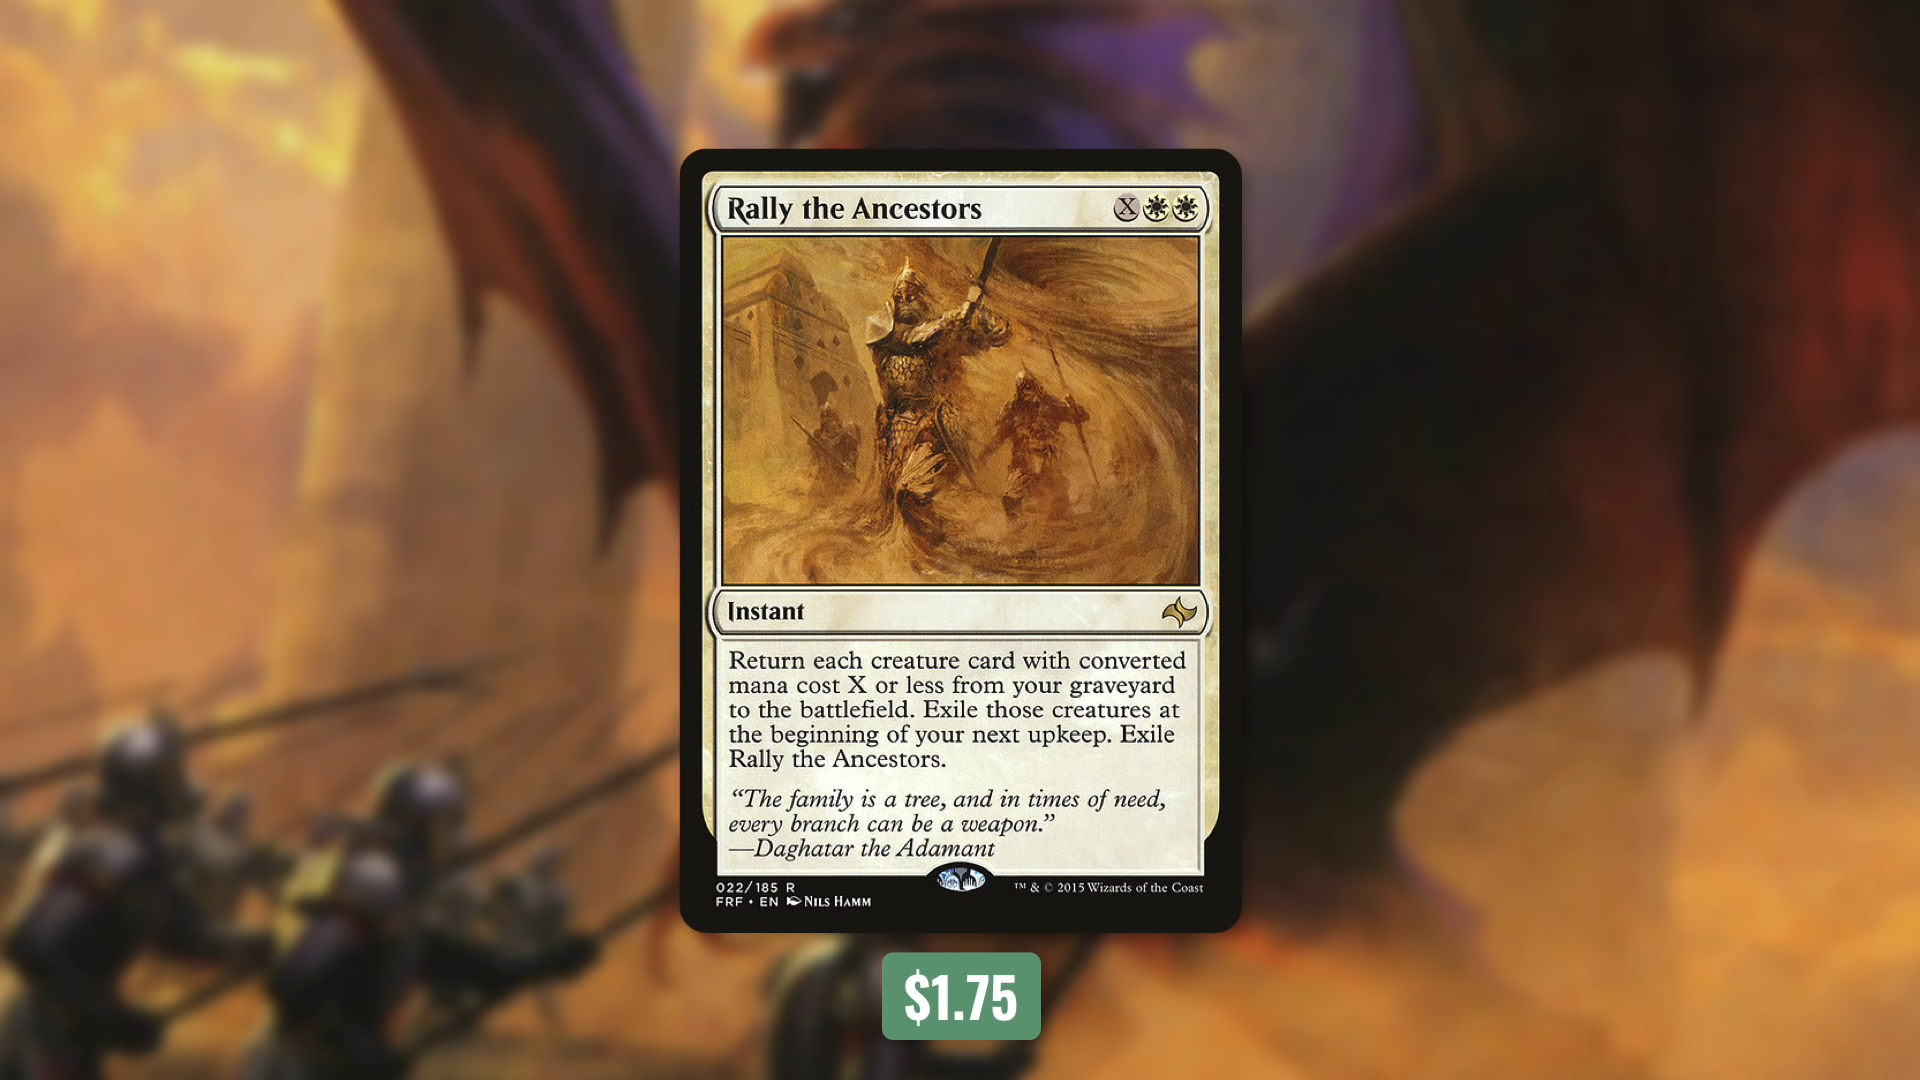 Rally the Ancestors X
Instant
Return each creature card with converted
mana cost X or less from your graveyard
to the battlefield. Exile those creatures at
the beginning of your next upkeep. Exile
Rally the Ancestors.
“The family is a tree, and in times of need,
every branch can be a weapon.”
—Daghatar the Adamant
022/185 R
™ & © 2015 Wizards of the Coast
FRF • EN Nils Hamm
$1.75